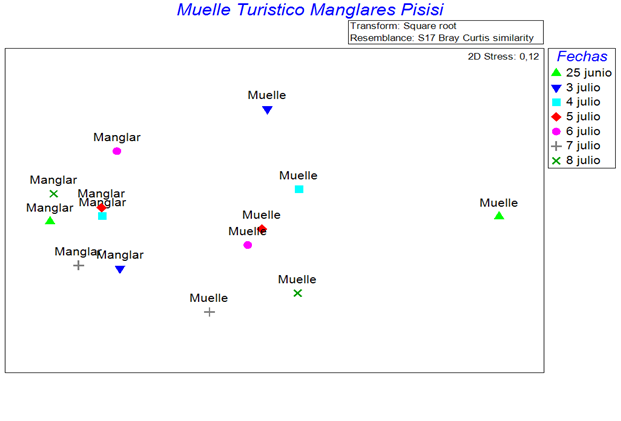 Muelle Turistico Manglares Pisisi
Transform: Square root
Resemblance: S17 Bray Curtis similarity
2D Stress: 0,12
Fechas
25 junio
3 julio
4 julio
5 julio
6 julio
7 julio
8 julio
Muelle
Manglar
Muelle
Manglar
Manglar
Manglar
Manglar
Muelle
Muelle
Muelle
Manglar
Manglar
Muelle
Muelle